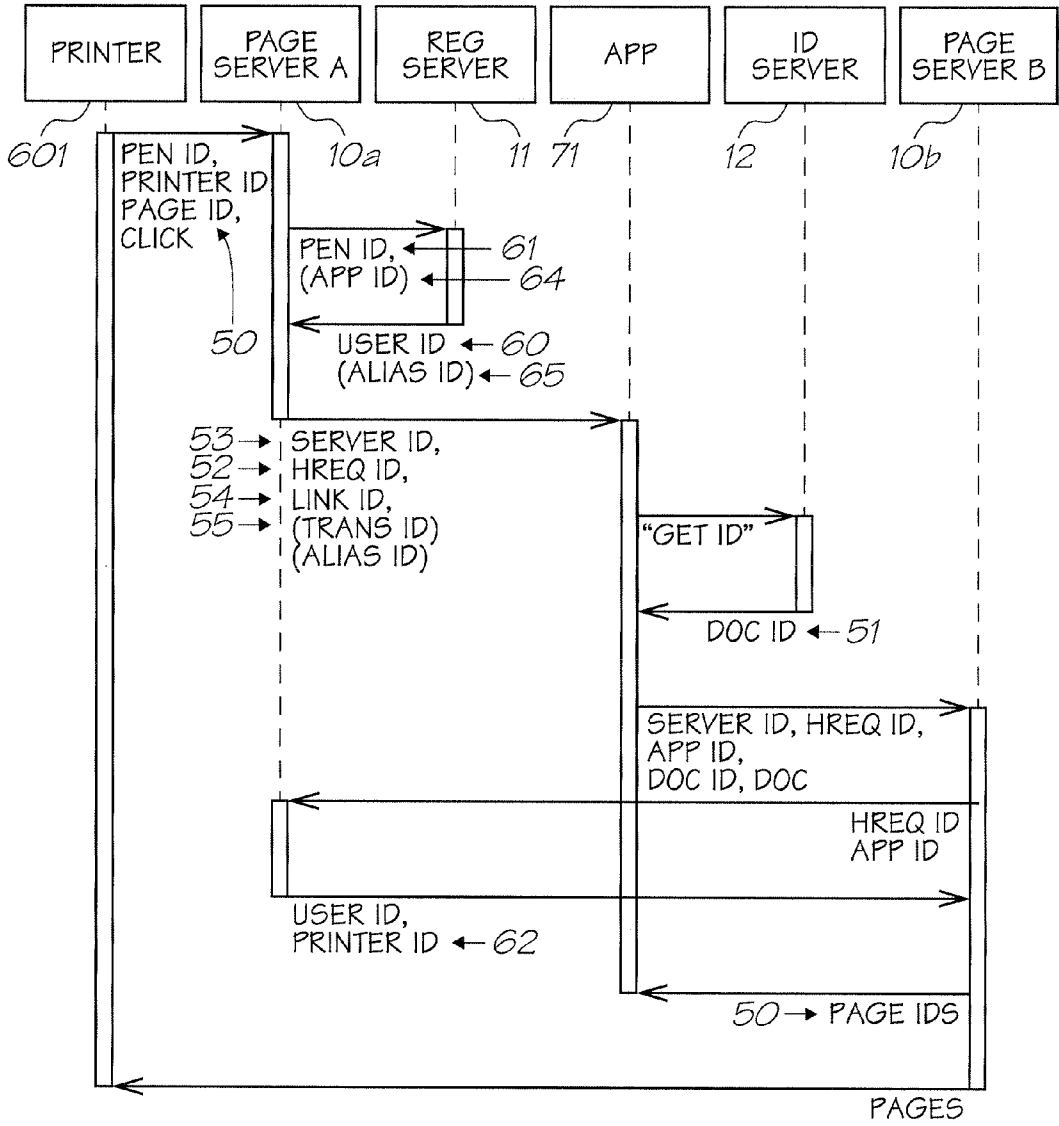 PRINTER
PAGE
SERVER A
REG
SERVER
APP
ID
SERVER
PAGE
SERVER B
601
10a
11
71
12
10b
PEN ID,
PRINTER ID
PAGE ID,
CLICK
50
PEN ID,
61
(APP ID)
64
USER ID
60
(ALIAS ID)
65
53
SERVER ID,
52
HREQ ID,
54
LINK ID,
55
(TRANS ID)
(ALIAS ID)
"GET ID"
DOC ID
51
SERVER ID, HREQ ID,
APP ID,
DOC ID, DOC
HREQ ID
APP ID
USER ID,
PRINTER ID
62
50
PAGE IDS
PAGES